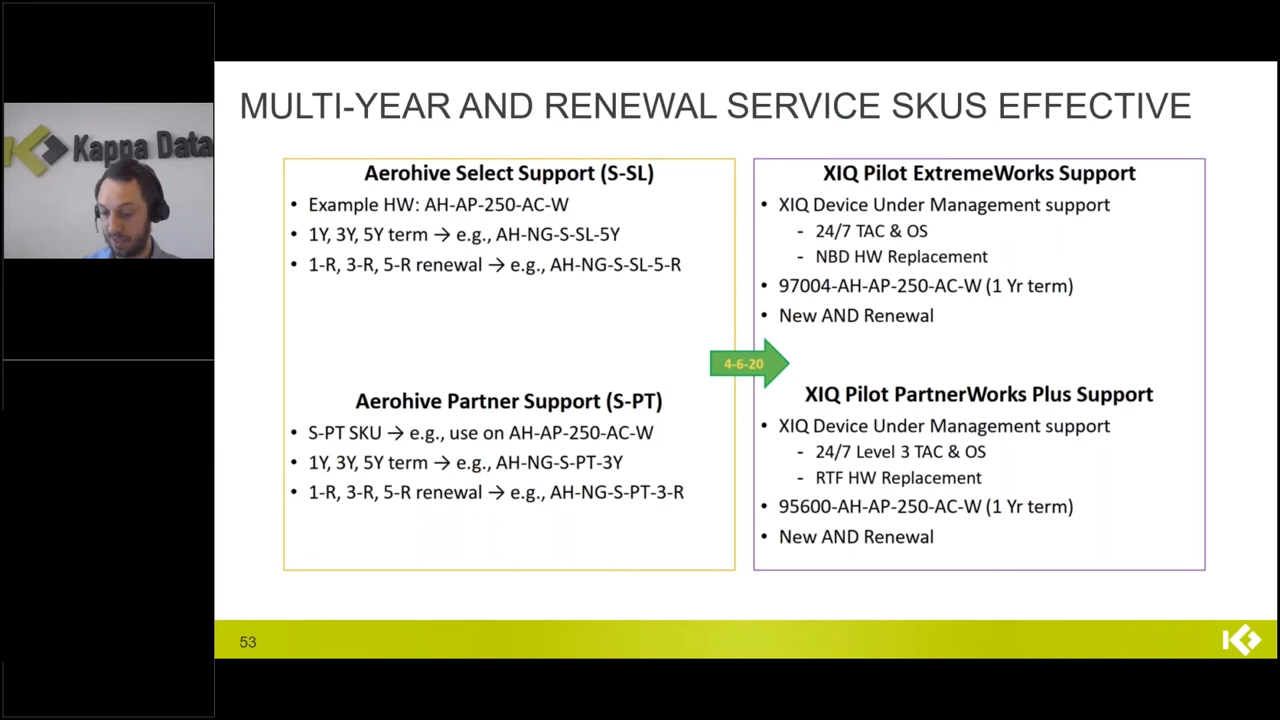 Kappa Data
MULTI-YEAR AND RENEWAL SERVICE SKUS EFFECTIVE
Aerohive Select Support (S-SL)
• Example HW: AH-AP-250-AC-W
• 1Y, 3Y, 5Y term → e.g., AH-NG-S-SL-5Y
• 1-R, 3-R, 5-R renewal → e.g., AH-NG-S-SL-5-R
Aerohive Partner Support (S-PT)
• S-PT SKU → e.g., use on AH-AP-250-AC-W
• 1Y, 3Y, 5Y term → e.g., AH-NG-S-PT-3Y
• 1-R, 3-R, 5-R renewal → e.g., AH-NG-S-PT-3-R
4-6-20
XIQ Pilot ExtremeWorks Support
• XIQ Device Under Management support
- 24/7 TAC & OS
- NBD HW Replacement
• 97004-AH-AP-250-AC-W (1 Yr term)
• New AND Renewal
XIQ Pilot PartnerWorks Plus Support
• XIQ Device Under Management support
- 24/7 Level 3 TAC & OS
- RTF HW Replacement
• 95600-AH-AP-250-AC-W (1 Yr term)
• New AND Renewal
53